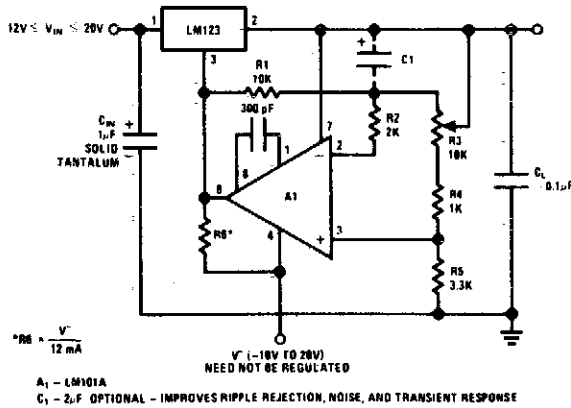 12V ≤ VIN ≤ 20V
1
LM123
2
3
R1
10K
+
C1
300 pF
CIN
1µF
SOLID
TANTALUM
+
R2
2K
R3
10K
7
1
8
−
2
6
A1
R4
1K
CL
0.1µF
R6*
4
+
3
R5
3.3K
*R6 = V−
12 mA
V− (−10V TO 20V)
NEED NOT BE REGULATED
A1 – LM101A
C1 – 2µF OPTIONAL – IMPROVES RIPPLE REJECTION, NOISE, AND TRANSIENT RESPONSE